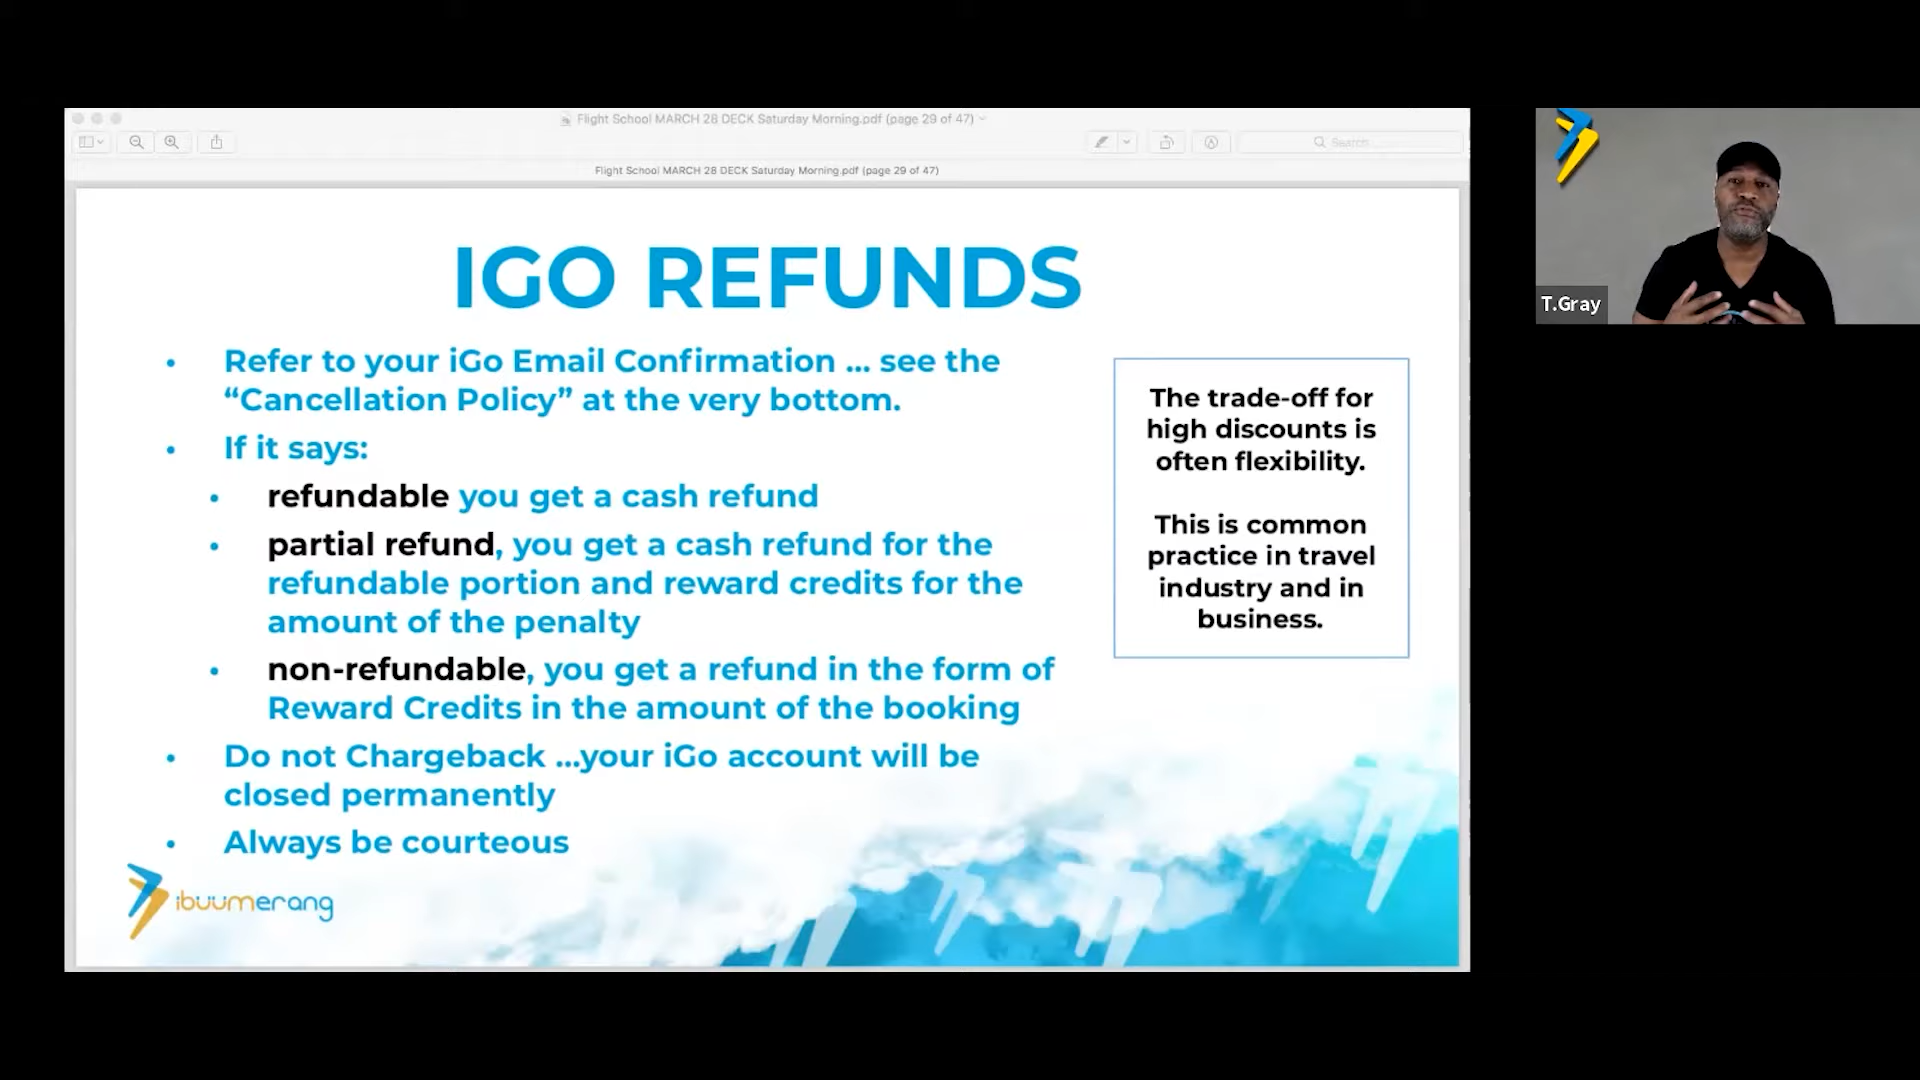 Flight School MARCH 28 DECK Saturday Morning.pdf (page 29 of 47)
Search
Flight School MARCH 28 DECK Saturday Morning.pdf (page 29 of 47)
IGO REFUNDS
• Refer to your iGo Email Confirmation ... see the
“Cancellation Policy” at the very bottom.
• If it says:
• refundable you get a cash refund
• partial refund, you get a cash refund for the
refundable portion and reward credits for the
amount of the penalty
• non-refundable, you get a refund in the form of
Reward Credits in the amount of the booking
• Do not Chargeback ...your iGo account will be
closed permanently
• Always be courteous
The trade-off for
high discounts is
often flexibility.
This is common
practice in travel
industry and in
business.
ibuumerang
T.Gray